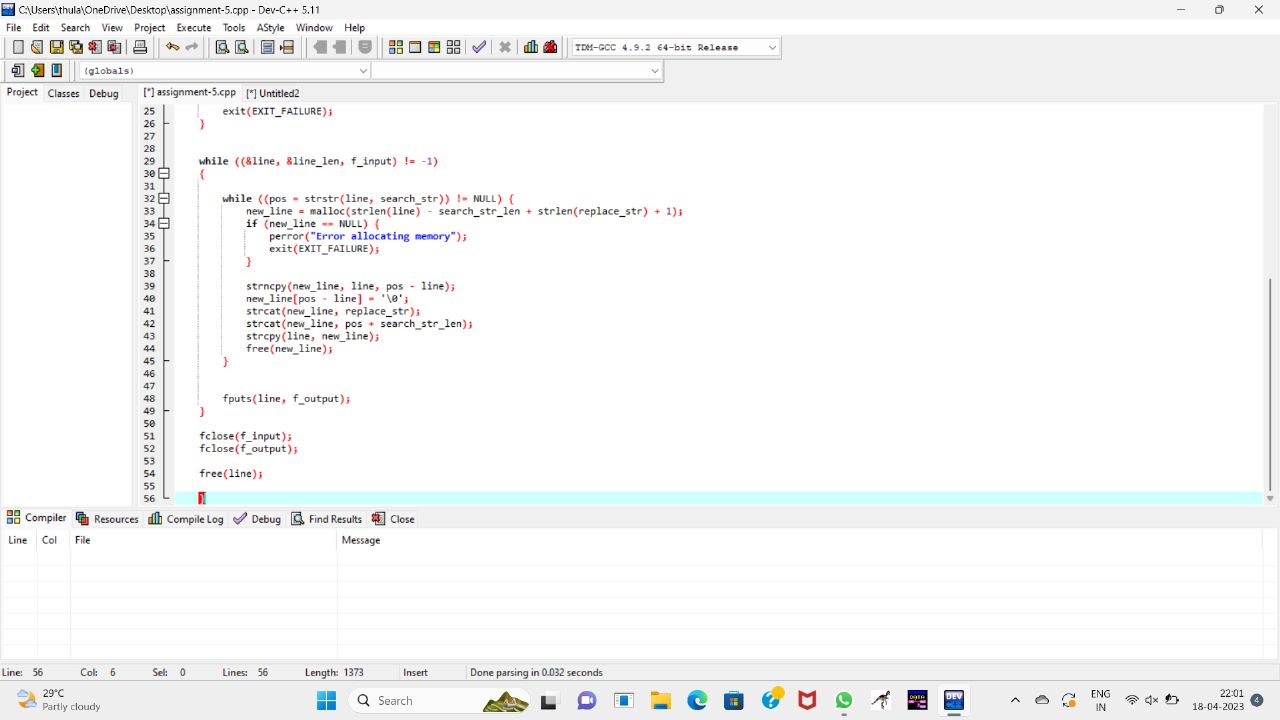 C:\Users\thula\OneDrive\Desktop\assignment-5.cpp - Dev-C++ 5.11
File Edit Search View Project Execute Tools AStyle Window Help
TDM-GCC 4.9.2 64-bit Release
(globals)
Project Classes Debug [*] assignment-5.cpp [*] Untitled2
25 exit(EXIT_FAILURE);
26 }
27
28
29 while ((&line, &line_len, f_input) != -1)
30 {
31
32 while ((pos = strstr(line, search_str)) != NULL) {
33 new_line = malloc(strlen(line) - search_str_len + strlen(replace_str) + 1);
34 if (new_line == NULL) {
35 perror("Error allocating memory");
36 exit(EXIT_FAILURE);
37 }
38
39 strncpy(new_line, line, pos - line);
40 new_line[pos - line] = '\0';
41 strcat(new_line, replace_str);
42 strcat(new_line, pos + search_str_len);
43 strcpy(line, new_line);
44 free(new_line);
45 }
46
47
48 fputs(line, f_output);
49 }
50
51 fclose(f_input);
52 fclose(f_output);
53
54 free(line);
55
56 }
Compiler Resources Compile Log Debug Find Results Close
Line Col File Message
Line: 56 Col: 6 Sel: 0 Lines: 56 Length: 1373 Insert Done parsing in 0.032 seconds
29°C
Partly cloudy
Search
DEV
ENG
IN
22:01
18-04-2023
4